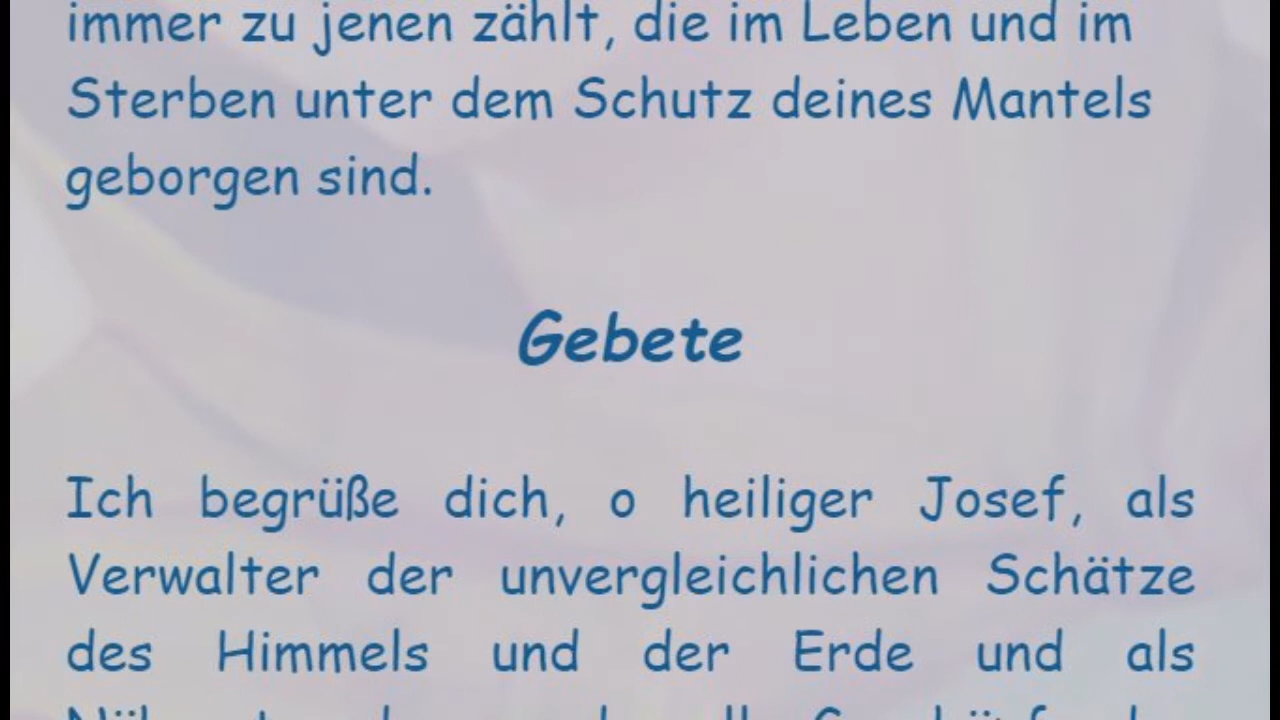 immer zu jenen zählt, die im Leben und im
Sterben unter dem Schutz deines Mantels
geborgen sind.
Gebete
Ich begrüße dich, o heiliger Josef, als
Verwalter der unvergleichlichen Schätze
des Himmels und der Erde und als